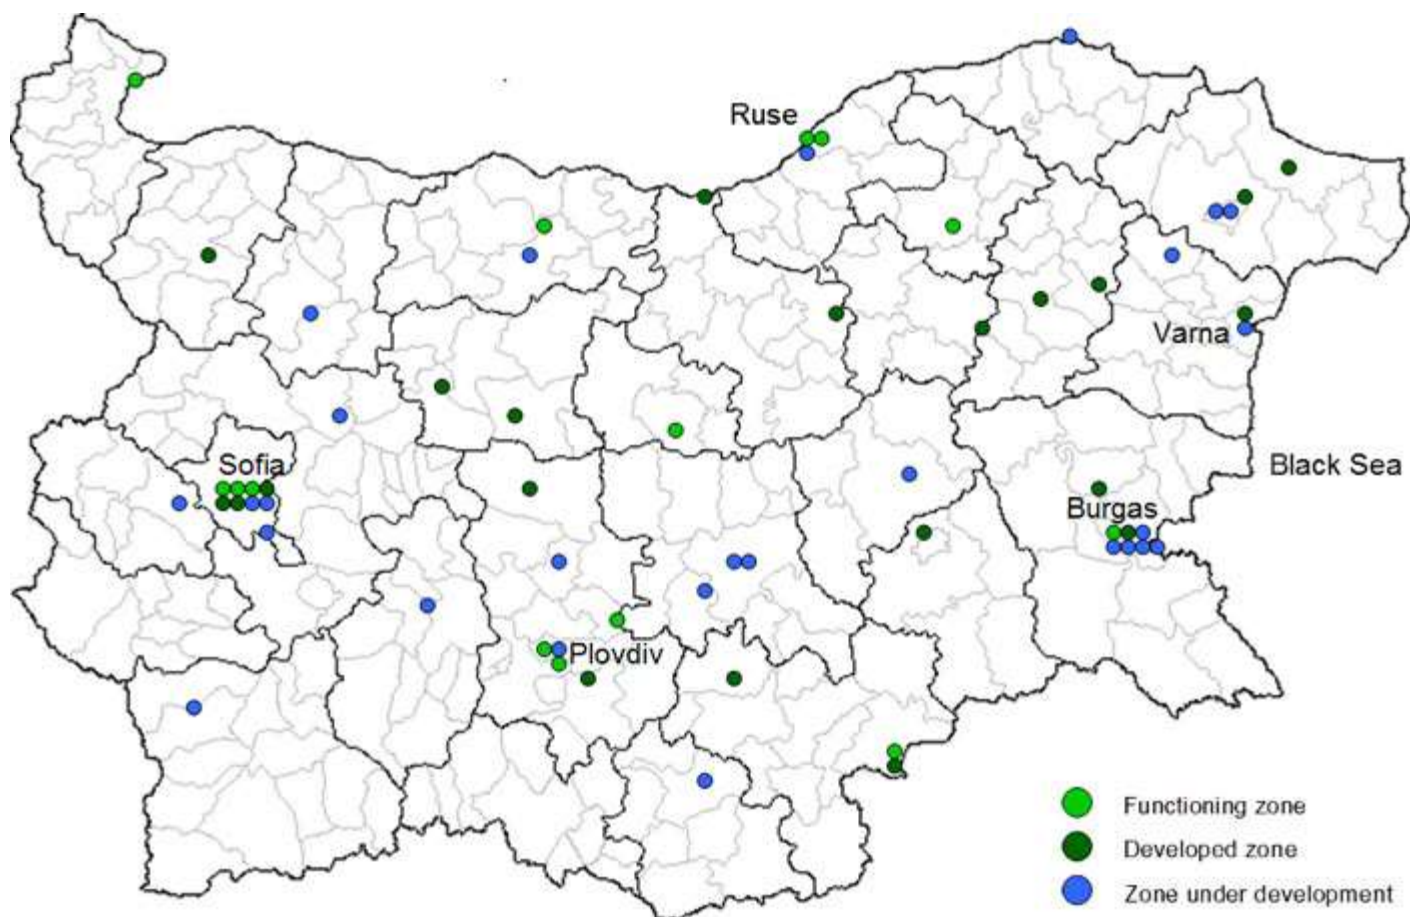 Ruse
Varna
Sofia
Black Sea
Burgas
Plovdiv
Functioning zone
Developed zone
Zone under development